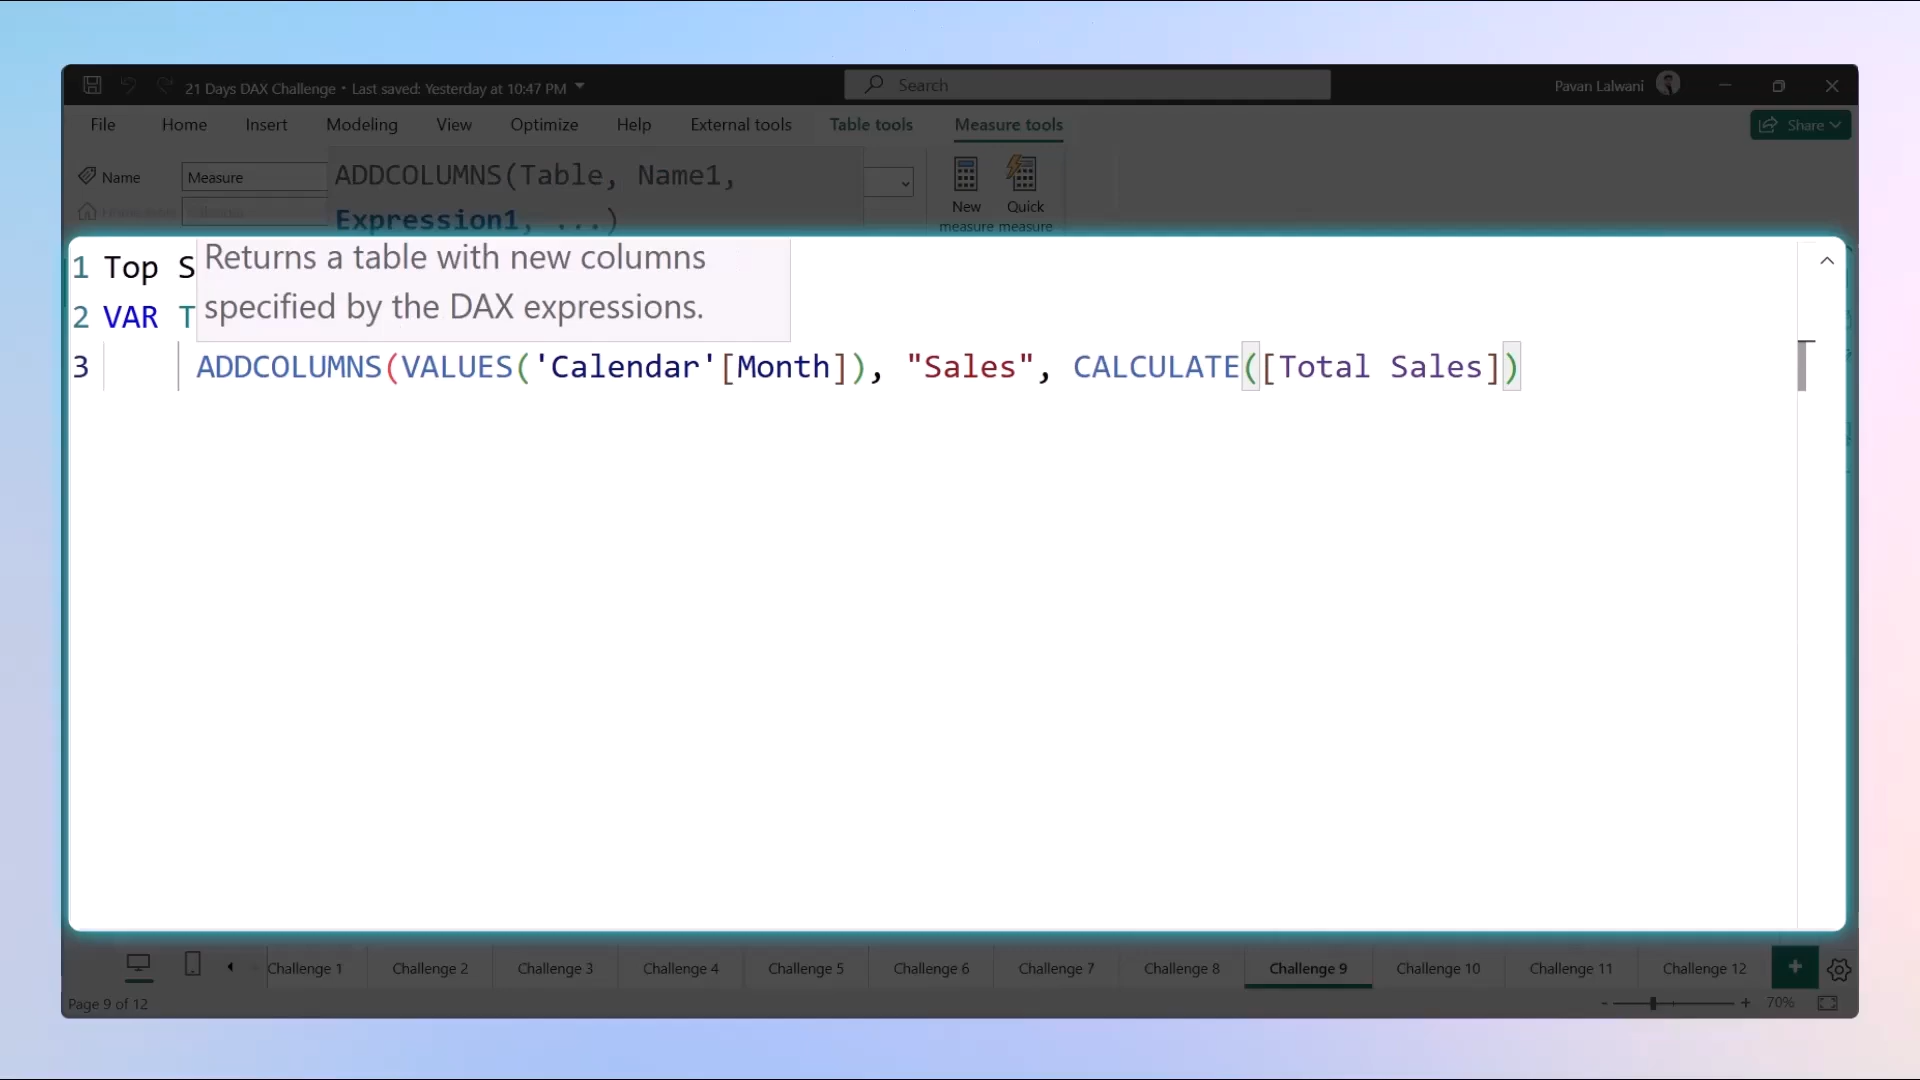 21 Days DAX Challenge • Last saved: Yesterday at 10:47 PM
Search
Pavan Lalwani
File Home Insert Modeling View Optimize Help External tools Table tools Measure tools
Share
Name Measure
ADDCOLUMNS(Table, Name1,
Expression1, ...)
New
measure
Quick
measure
Returns a table with new columns
specified by the DAX expressions.
1 Top S
2 VAR T
3 ADDCOLUMNS(VALUES('Calendar'[Month]), "Sales", CALCULATE([Total Sales])
Challenge 1 Challenge 2 Challenge 3 Challenge 4 Challenge 5 Challenge 6 Challenge 7 Challenge 8 Challenge 9 Challenge 10 Challenge 11 Challenge 12 +
Page 9 of 12
- + 70%